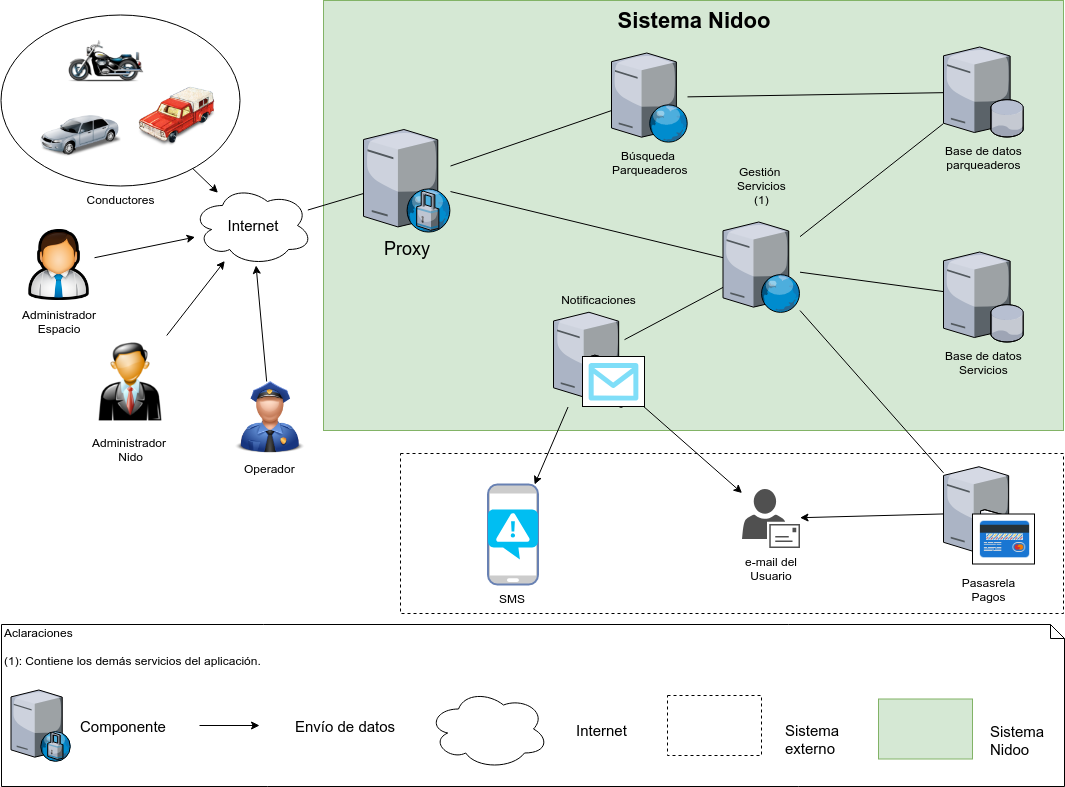 Sistema Nidoo
Conductores
Internet
Administrador
Espacio
Administrador
Nido
Operador
Proxy
Búsqueda
Parqueaderos
Gestión
Servicios
(1)
Base de datos
parqueaderos
Notificaciones
Base de datos
Servicios
SMS
e-mail del
Usuario
Pasasrela
Pagos
Aclaraciones
(1): Contiene los demás servicios del aplicación.
Componente
Envío de datos
Internet
Sistema
externo
Sistema
Nidoo